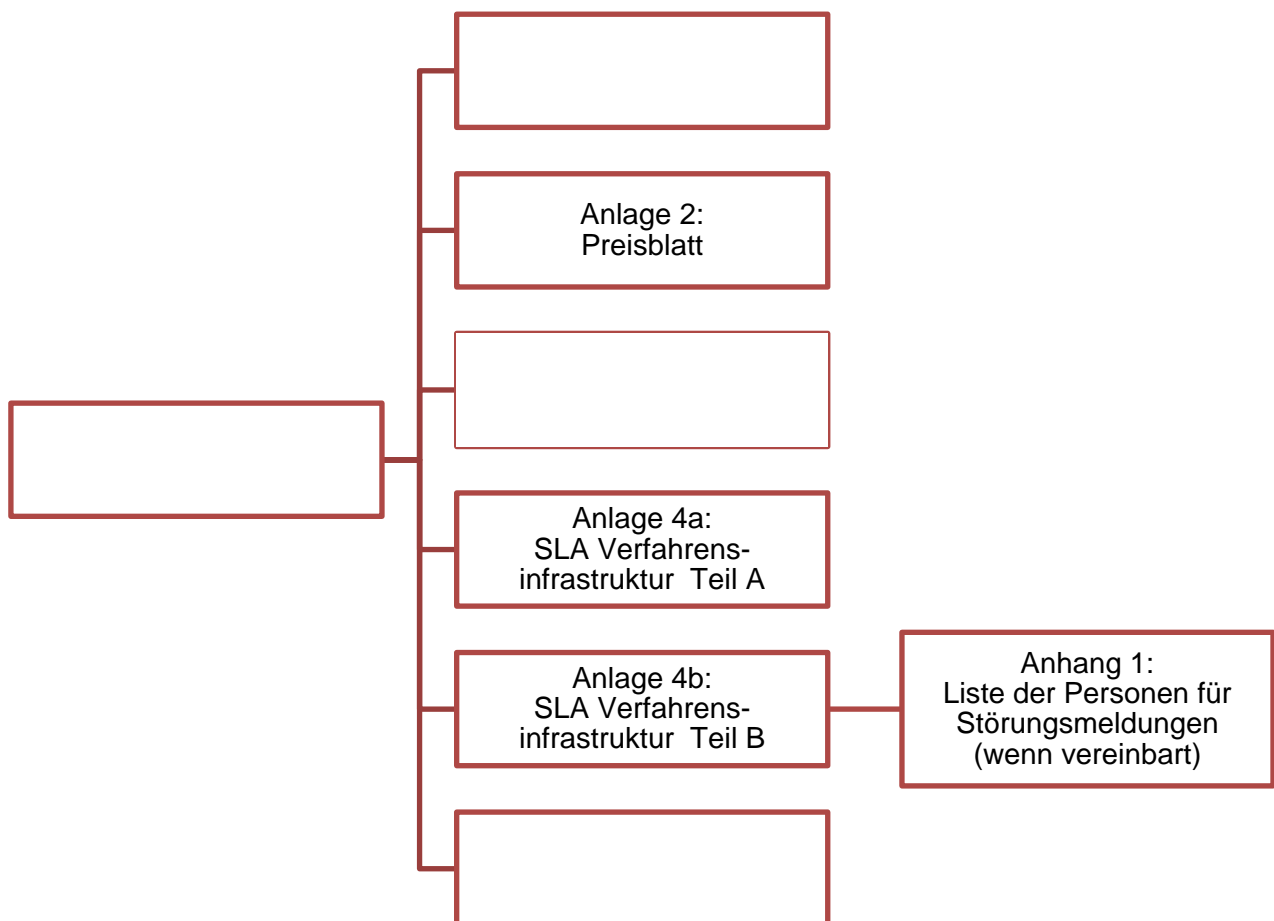 Anlage 2:
Preisblatt
Anlage 4a:
SLA Verfahrens-
infrastruktur  Teil A
Anlage 4b:
SLA Verfahrens-
infrastruktur  Teil B
Anhang 1:
Liste der Personen für
Störungsmeldungen
(wenn vereinbart)